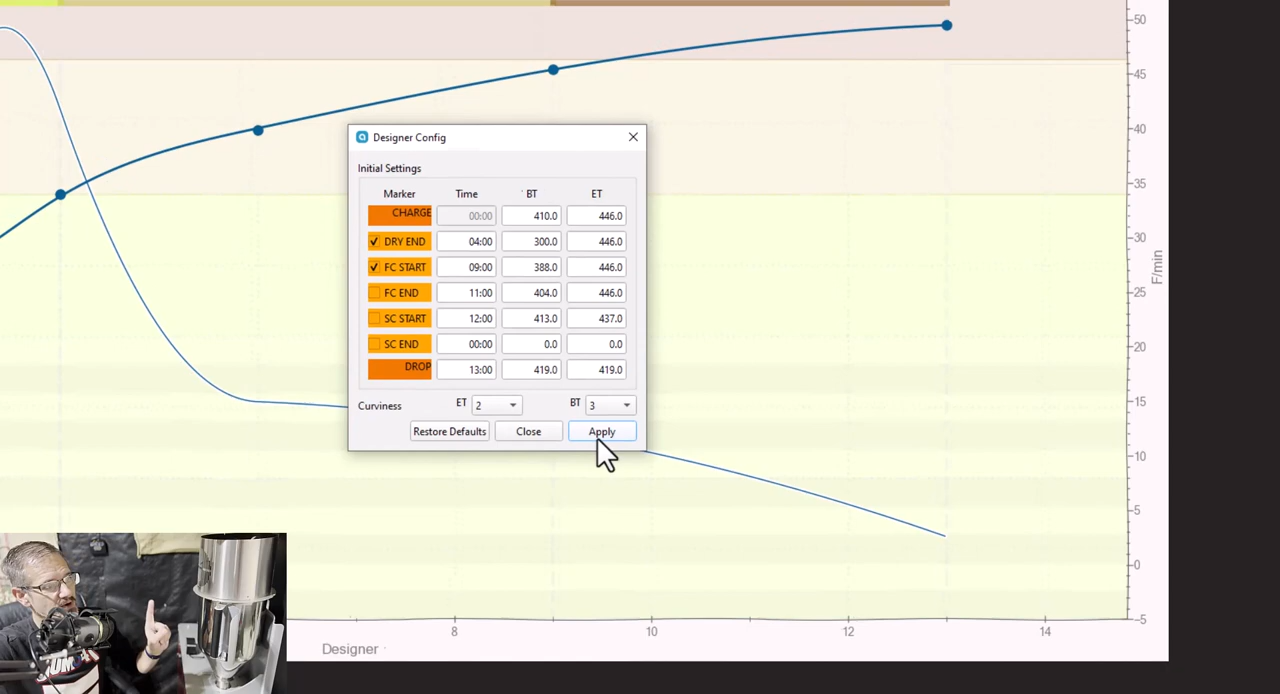 50
45
40
35
30
25
20
15
10
5
0
-5
F/min
Designer Config
Initial Settings
Marker Time BT ET
CHARGE 00:00 410.0 446.0
DRY END 04:00 300.0 446.0
FC START 09:00 388.0 446.0
FC END 11:00 404.0 446.0
SC START 12:00 413.0 437.0
SC END 00:00 0.0 0.0
DROP 13:00 419.0 419.0
Curviness ET 2 BT 3
Restore Defaults Close Apply
8 10 12 14
Designer